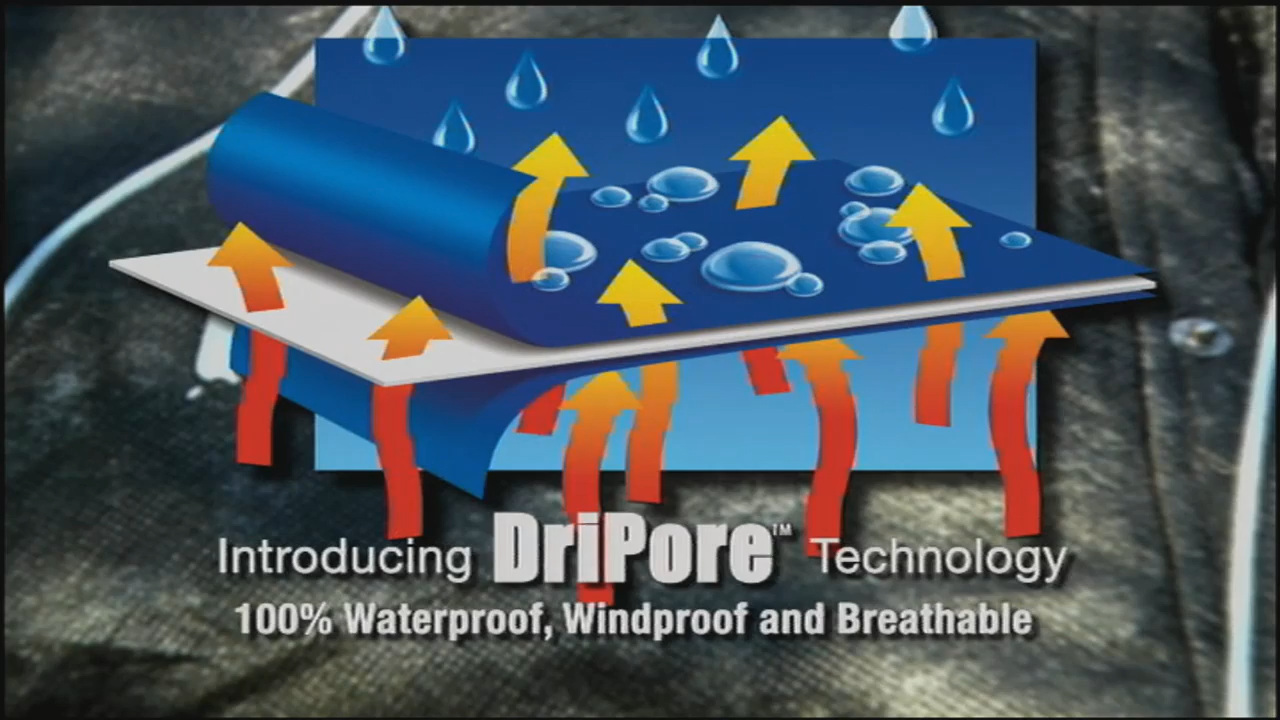 Introducing DriPore™ Technology
100% Waterproof, Windproof and Breathable